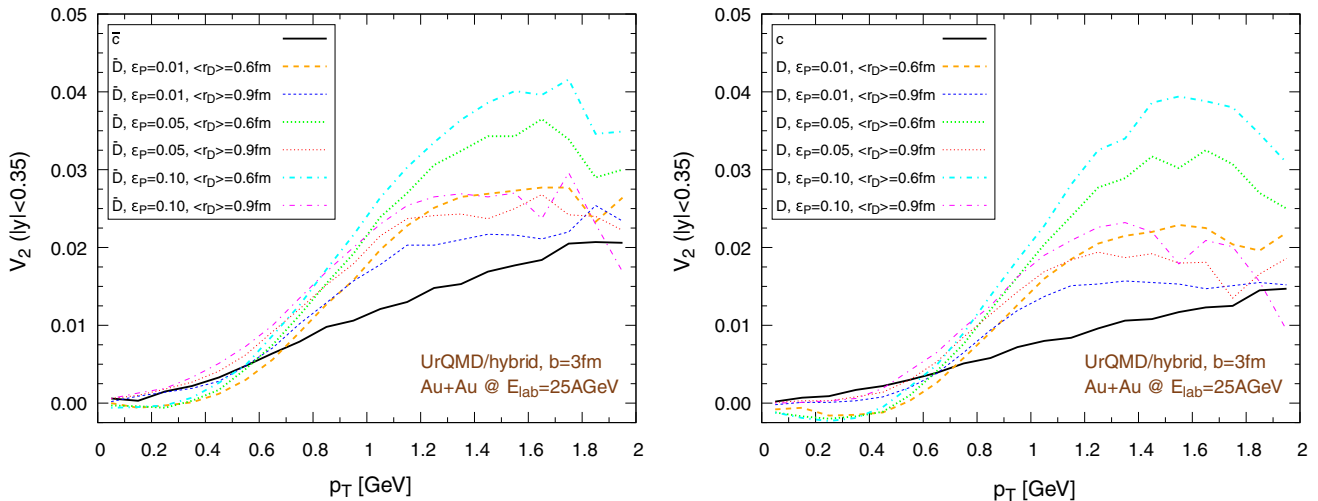 0.05
0.04
0.03
0.02
0.01
0.00
V₂ (|y|<0.35)
c̅
D̄, εP=0.01, <rD>=0.6fm
D̄, εP=0.01, <rD>=0.9fm
D̄, εP=0.05, <rD>=0.6fm
D̄, εP=0.05, <rD>=0.9fm
D̄, εP=0.10, <rD>=0.6fm
D̄, εP=0.10, <rD>=0.9fm
UrQMD/hybrid, b=3fm
Au+Au @ Elab=25AGeV
0.0 0.2 0.4 0.6 0.8 1 1.2 1.4 1.6 1.8 2
pT [GeV]
0.05
0.04
0.03
0.02
0.01
0.00
V₂ (|y|<0.35)
c
D, εP=0.01, <rD>=0.6fm
D, εP=0.01, <rD>=0.9fm
D, εP=0.05, <rD>=0.6fm
D, εP=0.05, <rD>=0.9fm
D, εP=0.10, <rD>=0.6fm
D, εP=0.10, <rD>=0.9fm
UrQMD/hybrid, b=3fm
Au+Au @ Elab=25AGeV
0.0 0.2 0.4 0.6 0.8 1 1.2 1.4 1.6 1.8 2
pT [GeV]